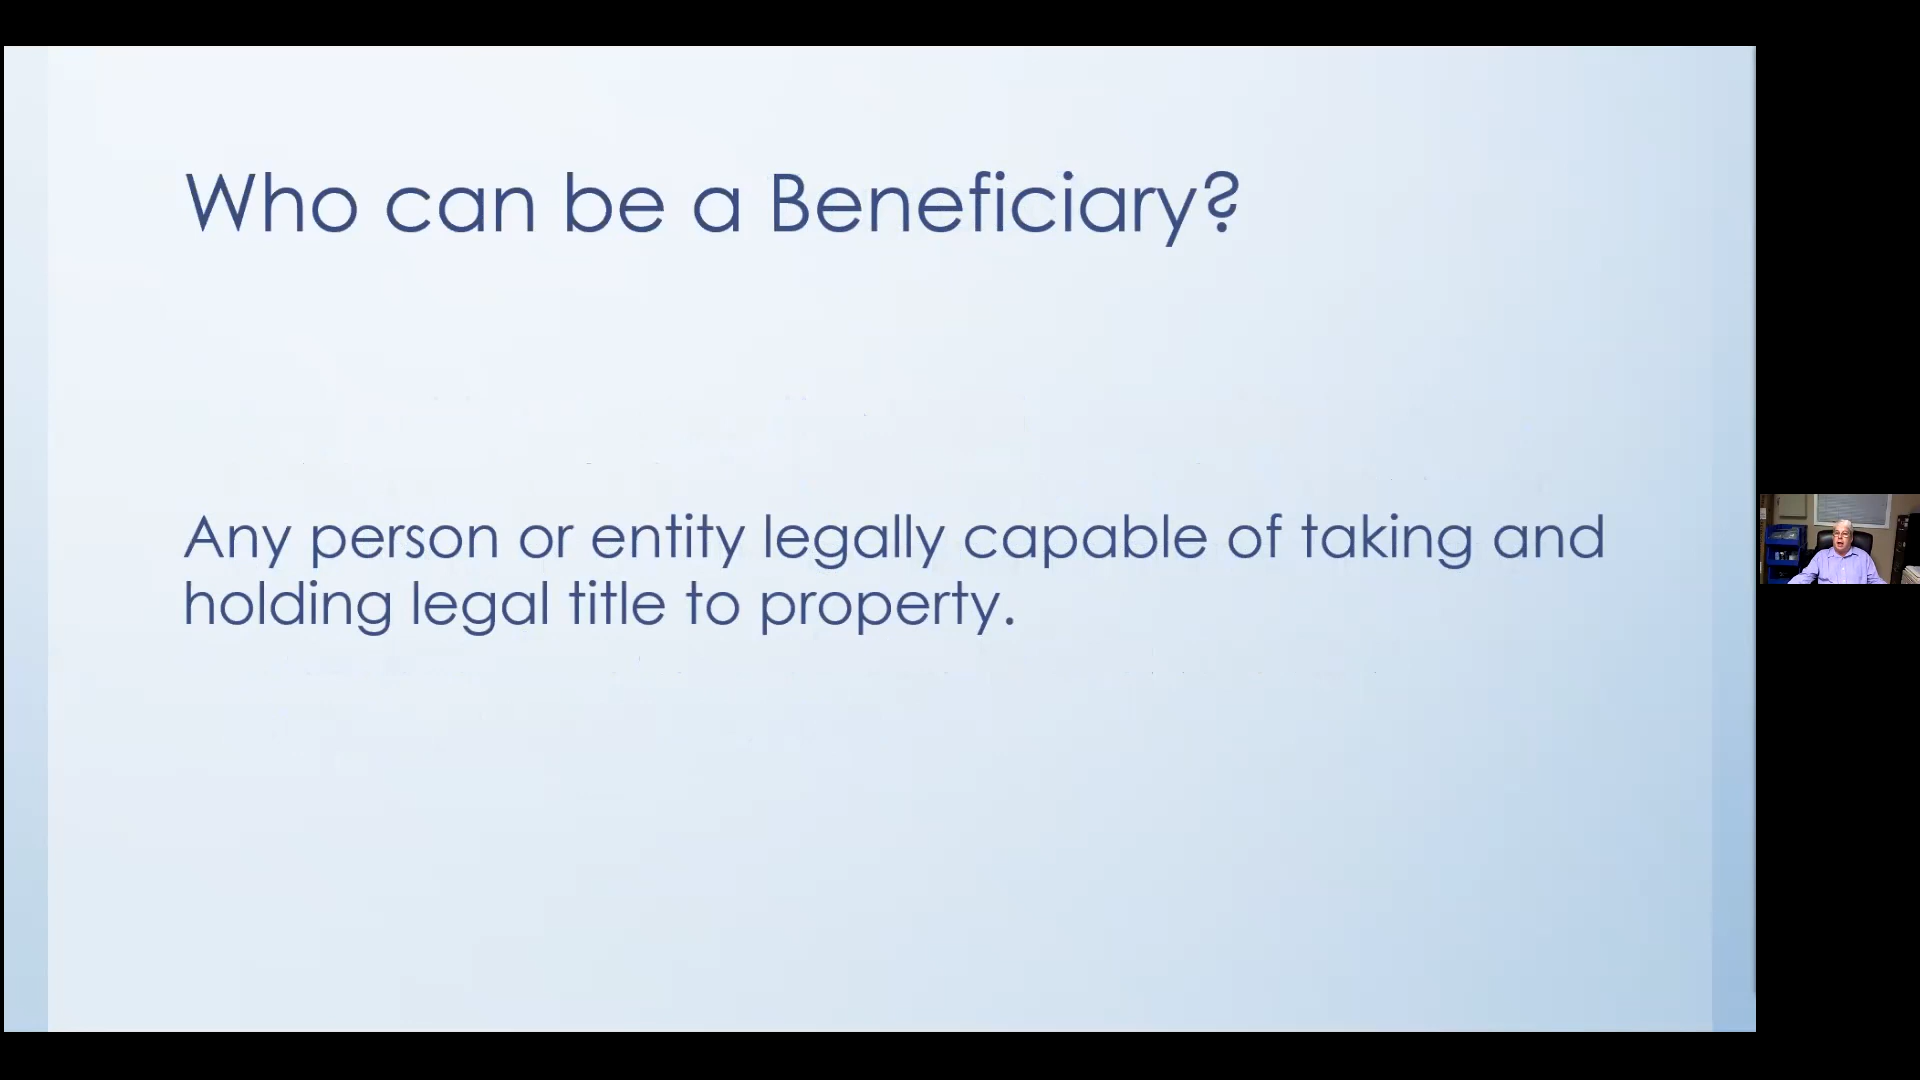 Who can be a Beneficiary?
Any person or entity legally capable of taking and
holding legal title to property.